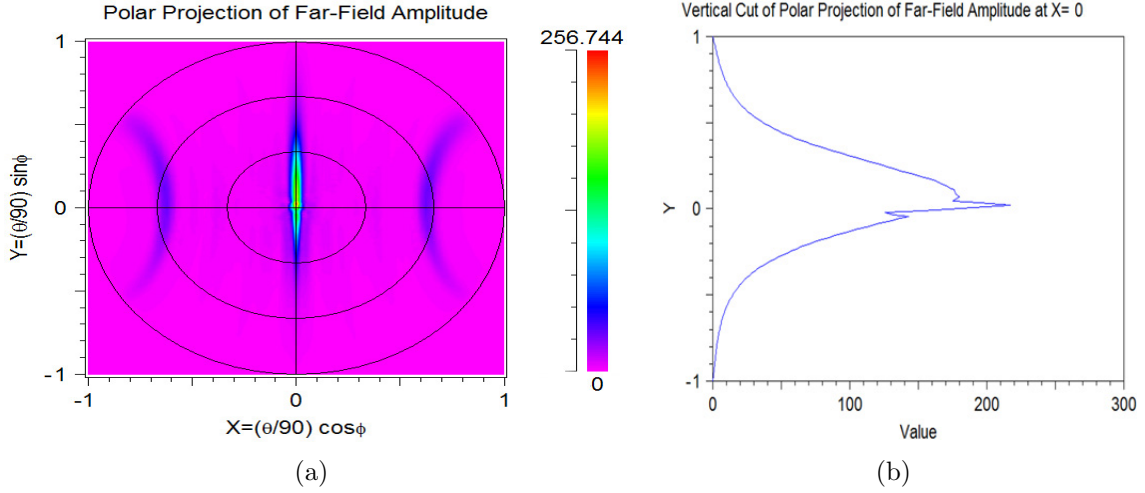 Polar Projection of Far-Field Amplitude
1
0
-1
Y=(θ/90) sinϕ
-1
0
1
X=(θ/90) cosϕ
256.744
0
(a)
Vertical Cut of Polar Projection of Far-Field Amplitude at X= 0
1
0
-1
Y
0
100
200
300
Value
(b)